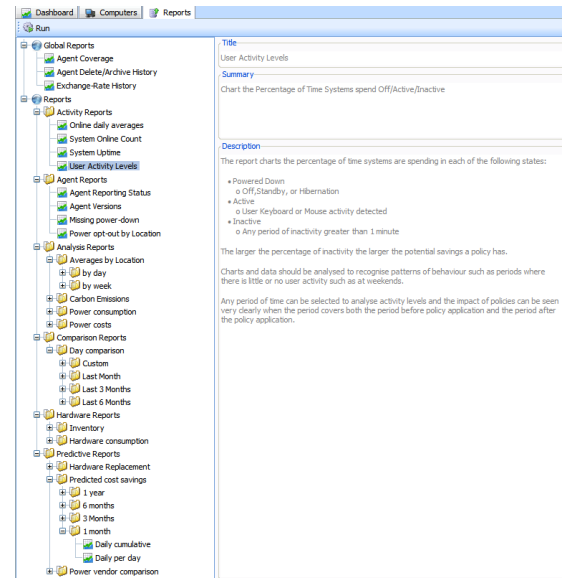 Dashboard Computers Reports
Run
Global Reports
Agent Coverage
Agent Delete/Archive History
Exchange-Rate History
Reports
Activity Reports
Online daily averages
System Online Count
System Uptime
User Activity Levels
Agent Reports
Agent Reporting Status
Agent Versions
Missing power-down
Power opt-out by Location
Analysis Reports
Averages by Location
by day
by week
Carbon Emissions
Power consumption
Power costs
Comparison Reports
Day comparison
Custom
Last Month
Last 3 Months
Last 6 Months
Hardware Reports
Inventory
Hardware consumption
Predictive Reports
Hardware Replacement
Predicted cost savings
1 year
6 months
3 Months
1 month
Daily cumulative
Daily per day
Power vendor comparison
Title
User Activity Levels
Summary
Chart the Percentage of Time Systems spend Off/Active/Inactive
Description
The report charts the percentage of time systems are spending in each of the following states:
• Powered Down
o Off,Standby, or Hibernation
• Active
o User Keyboard or Mouse activity detected
• Inactive
o Any period of inactivity greater than 1 minute
The larger the percentage of inactivity the larger the potential savings a policy has.
Charts and data should be analysed to recognise patterns of behaviour such as periods where
there is little or no user activity such as at weekends.
Any period of time can be selected to analyse activity levels and the impact of policies can be seen
very clearly when the period covers both the period before policy application and the period after
the policy application.